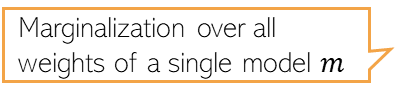 Marginalization over all
weights of a single model m